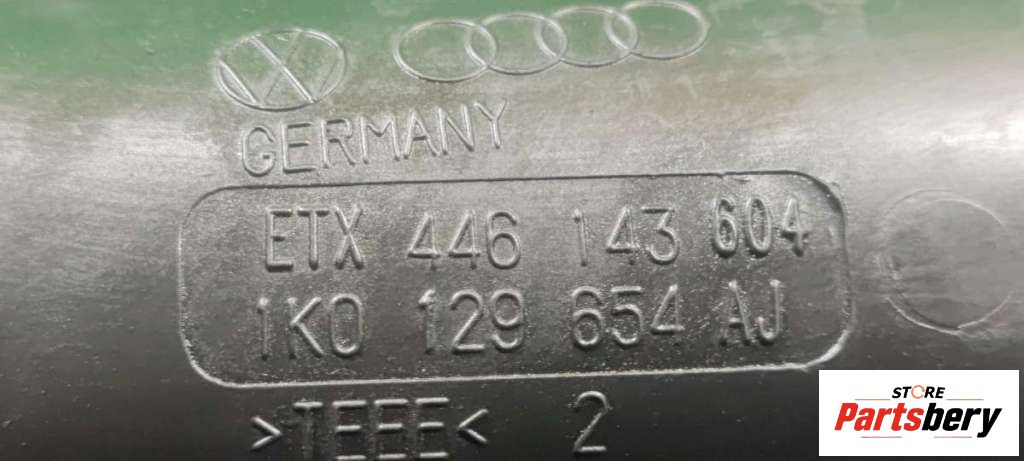 GERMANY
ETX 446 143 604
1K0 129 654 AJ
>TEEE< 2
STORE
Partsbery